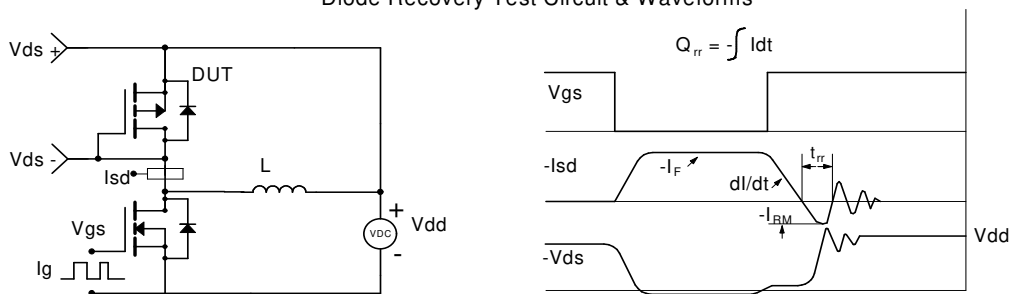 Diode Recovery Test Circuit & Waveforms
Vds +
DUT
Vds -
Isd
L
Vgs
Ig
+
VDC
-
Vdd
Q rr = - ∫ Idt
Vgs
-Isd
-I F
dI/dt
t rr
-I RM
Vdd
-Vds